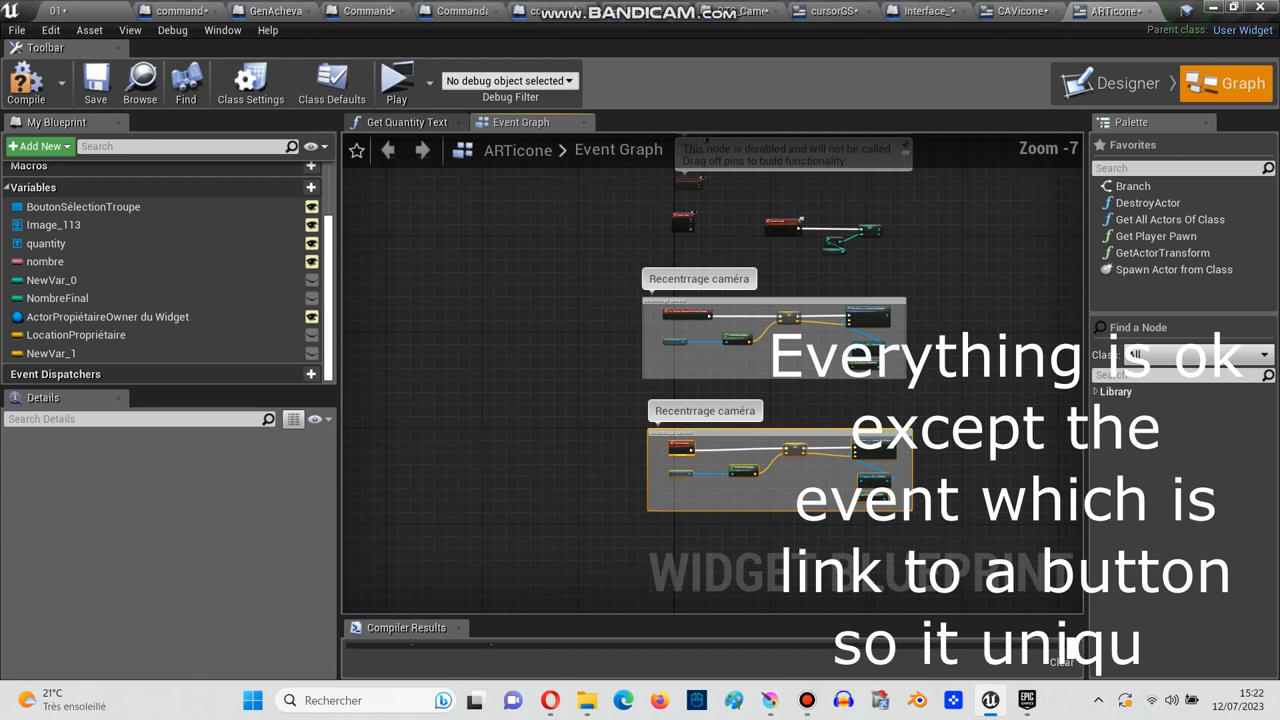 01*
command*
GenAcheva
Command*
Command
www.BANDICAM.com
Came*
cursorGS*
Interface_*
CAVicone*
ARTicone*
File Edit Asset View Debug Window Help
Parent class: User Widget
Toolbar
Compile Save Browse Find Class Settings Class Defaults Play
No debug object selected
Debug Filter
Designer Graph
My Blueprint
Get Quantity Text Event Graph
Palette
Add New Search
ARTicone > Event Graph
Zoom -7
This node is disabled and will not be called.
Drag off pins to build functionality
Favorites
Search
Macros
Variables
BoutonSélectionTroupe
Image_113
quantity
nombre
NewVar_0
NombreFinal
ActorPropiétaireOwner du Widget
LocationPropriétaire
NewVar_1
Event Dispatchers
Details
Search Details
Branch
DestroyActor
Get All Actors Of Class
Get Player Pawn
GetActorTransform
Spawn Actor from Class
Recentrrage caméra
Recentrrage caméra
Find a Node
Class: All
Search
Library
Everything is ok
except the
event which is
link to a button
so it uniqu
WIDGET BLUEPRINT
Compiler Results
Clear
21°C
Très ensoleillé
Rechercher
15:22
12/07/2023